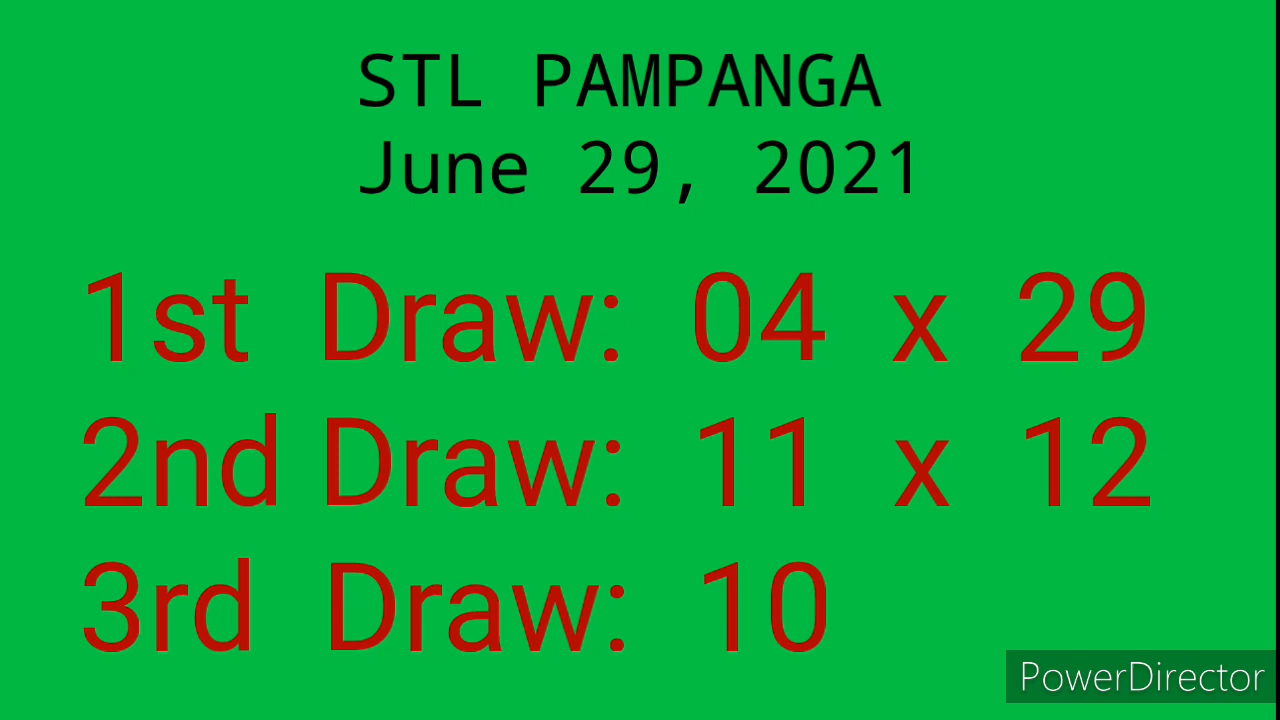 STL PAMPANGA
June 29, 2021
1st Draw: 04 x 29
2nd Draw: 11 x 12
3rd Draw: 10
PowerDirector